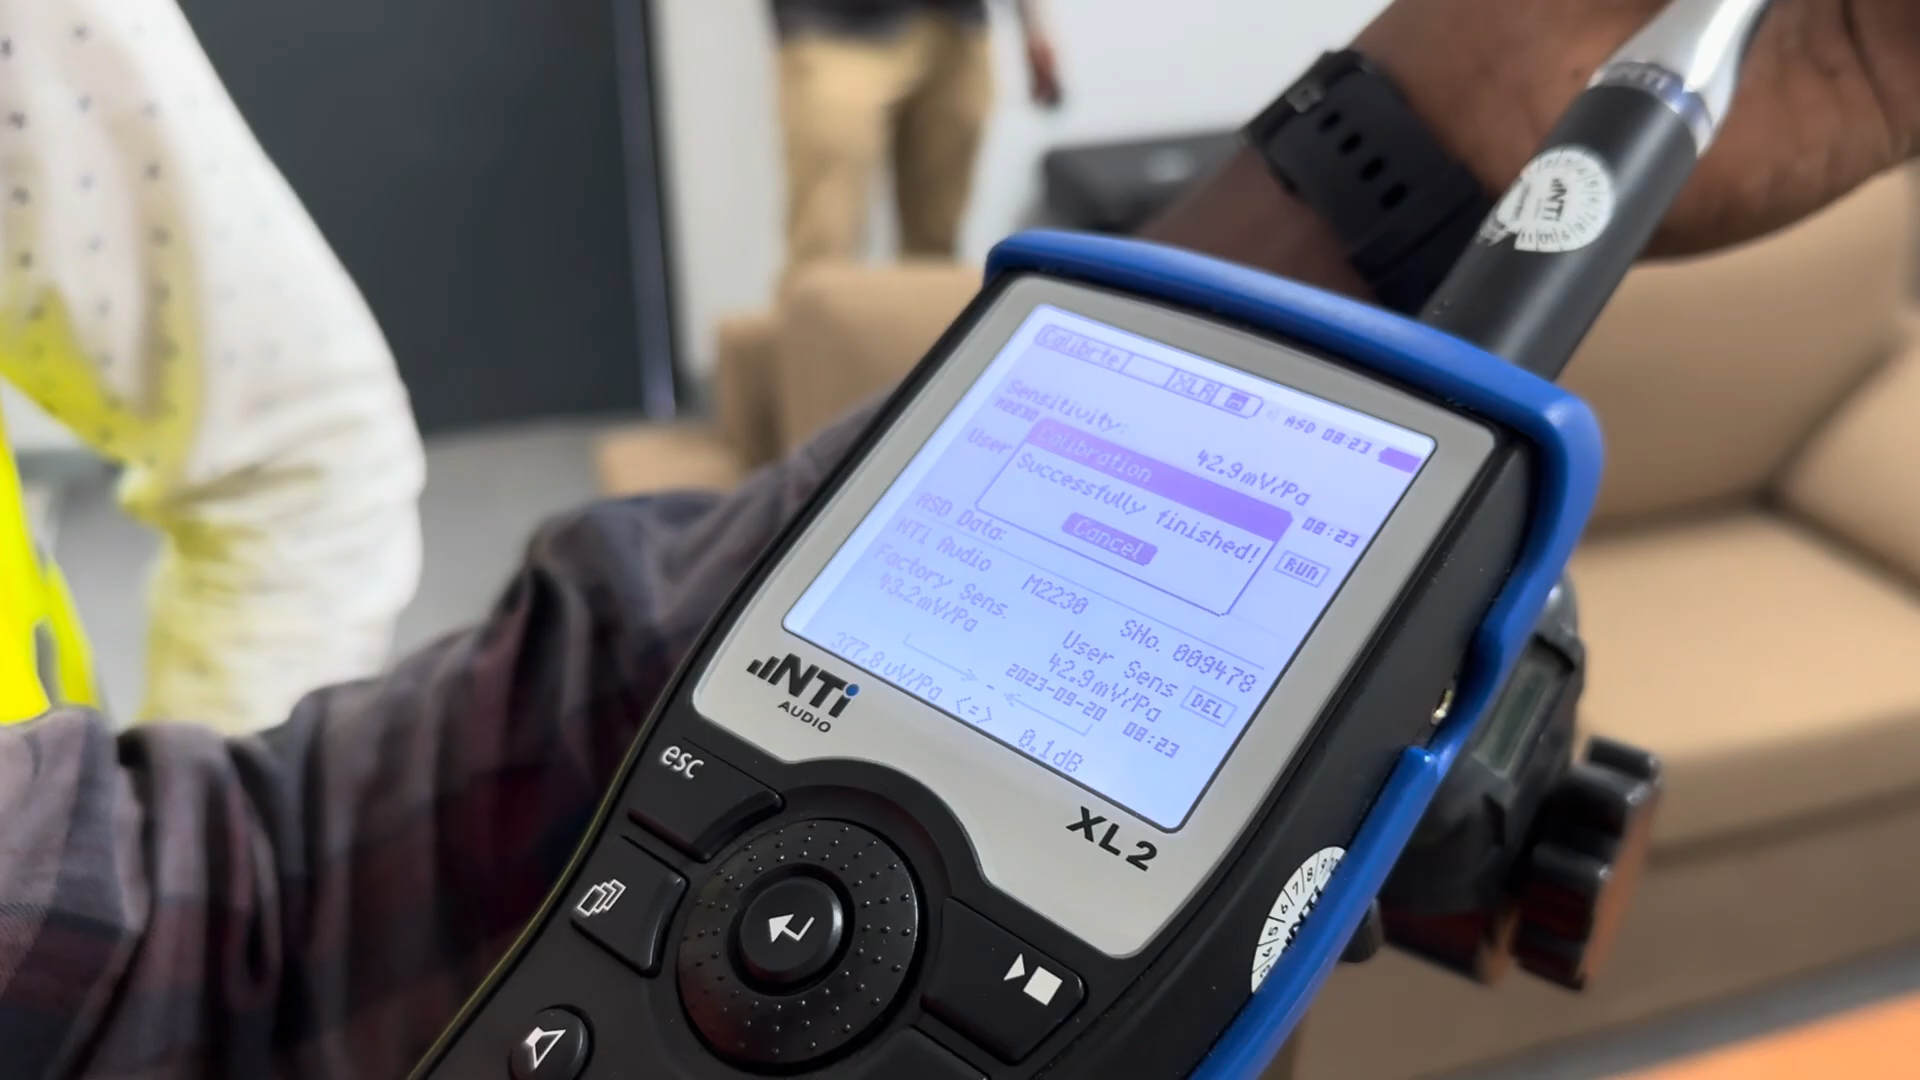 Calibrte XLR ASD 08:23
Sensitivity:
M2230 42.9mV/Pa
User 08:23
Calibration
Successfully finished!
Cancel
RUN
ASD Data:
NTi Audio M2230 SNo. 009478
Factory Sens. User Sens
43.2mV/Pa 42.9mV/Pa DEL
2023-09-20 08:23
377.8uV/Pa <=> 0.1dB
NTi
AUDIO
XL2
esc
NTi